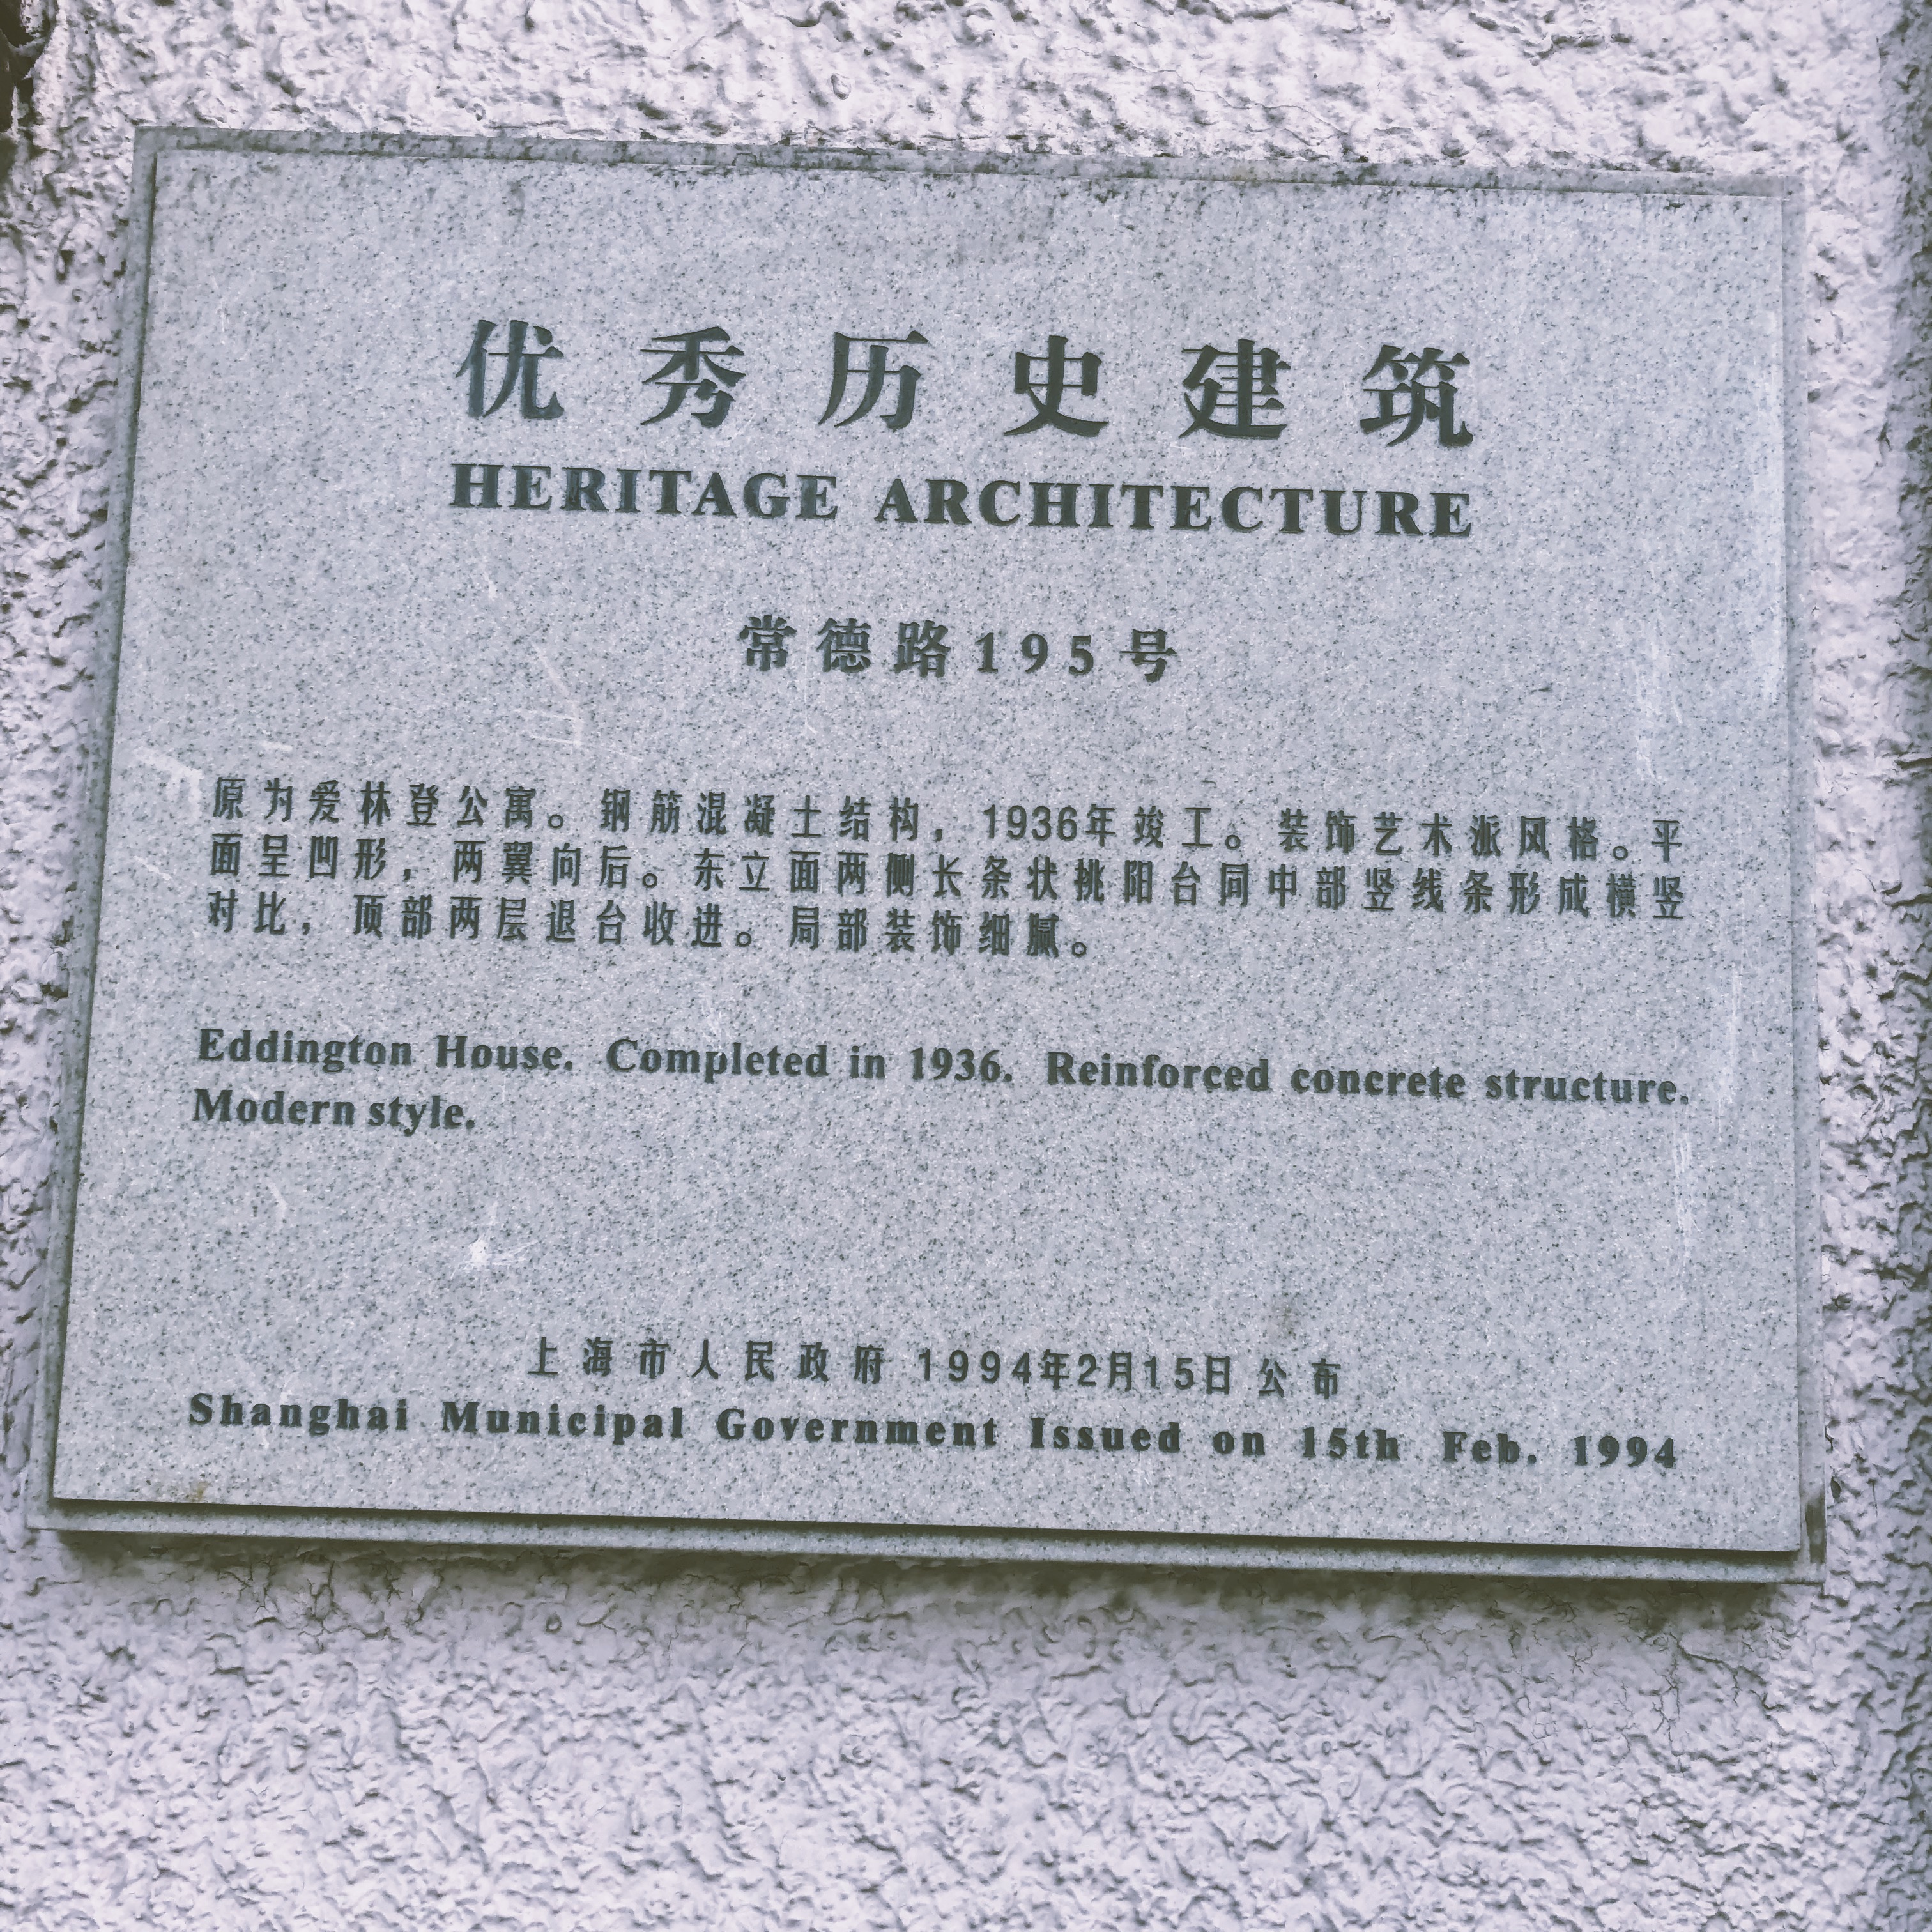 优秀历史建筑
HERITAGE ARCHITECTURE
常德路195号
原为爱林登公寓。钢筋混凝土结构，1936年竣工。装饰艺术派风格。平
面呈凹形，两翼向后。东立面两侧长条状挑阳台同中部竖线条形成横竖
对比，顶部两层退台收进。局部装饰细腻。
Eddington House. Completed in 1936. Reinforced concrete structure.
Modern style.
上海市人民政府 1994年2月15日公布
Shanghai Municipal Government Issued on 15th Feb. 1994